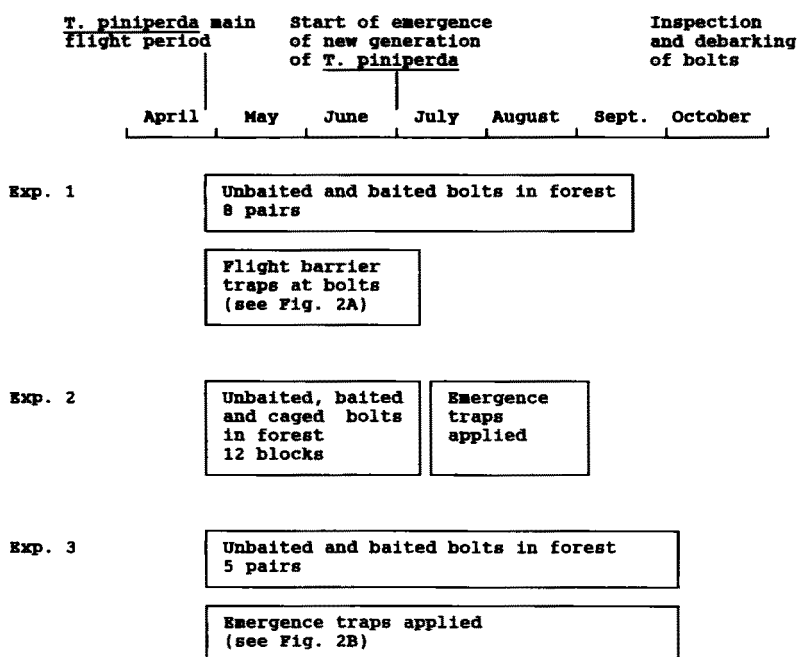 T. piniperda main flight period
Start of emergence of new generation of T. piniperda
Inspection and debarking of bolts
April May June July August Sept. October
Exp. 1
Unbaited and baited bolts in forest
8 pairs
Flight barrier
traps at bolts
(see Fig. 2A)
Exp. 2
Unbaited, baited
and caged bolts
in forest
12 blocks
Emergence
traps
applied
Exp. 3
Unbaited and baited bolts in forest
5 pairs
Emergence traps applied
(see Fig. 2B)